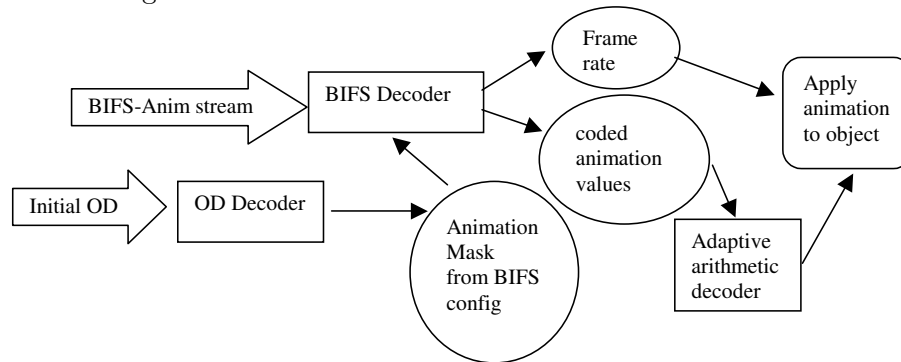 Frame
rate
BIFS-Anim stream
BIFS Decoder
Apply
animation
to object
coded
animation
values
Initial OD
OD Decoder
Animation
Mask
from BIFS
config
Adaptive
arithmetic
decoder